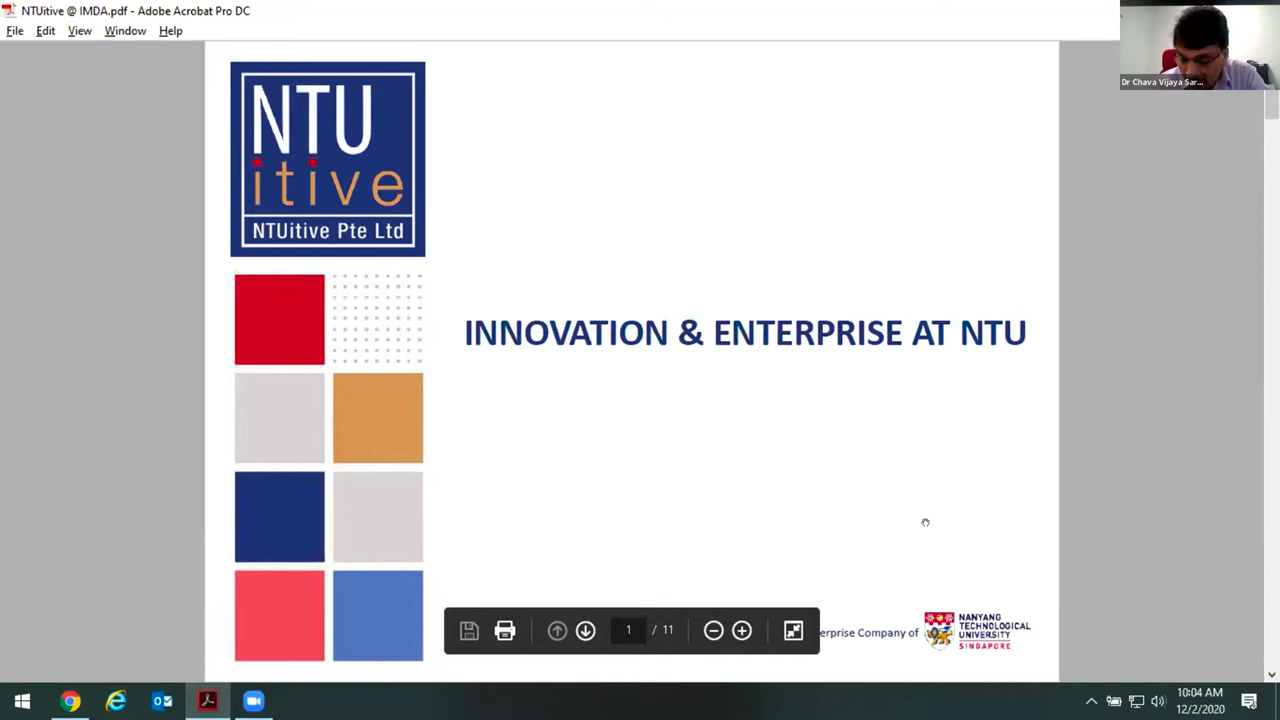 NTUitive @ IMDA.pdf - Adobe Acrobat Pro DC
File Edit View Window Help
Dr Chava Vijaya Sar...
NTU
itive
NTUitive Pte Ltd
INNOVATION & ENTERPRISE AT NTU
1 / 11
erprise Company of
NANYANG
TECHNOLOGICAL
UNIVERSITY
SINGAPORE
10:04 AM
12/2/2020